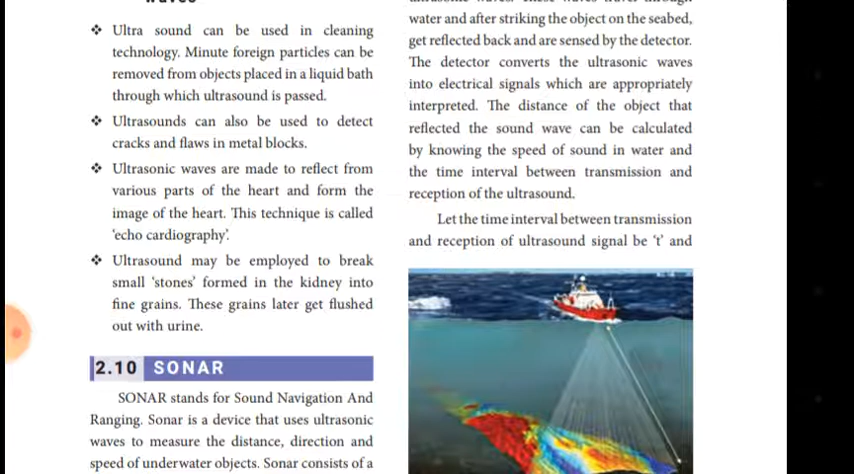 waves
❖ Ultra sound can be used in cleaning
technology. Minute foreign particles can be
removed from objects placed in a liquid bath
through which ultrasound is passed.
❖ Ultrasounds can also be used to detect
cracks and flaws in metal blocks.
❖ Ultrasonic waves are made to reflect from
various parts of the heart and form the
image of the heart. This technique is called
'echo cardiography'.
❖ Ultrasound may be employed to break
small 'stones' formed in the kidney into
fine grains. These grains later get flushed
out with urine.
2.10 SONAR
SONAR stands for Sound Navigation And
Ranging. Sonar is a device that uses ultrasonic
waves to measure the distance, direction and
speed of underwater objects. Sonar consists of a
water and after striking the object on the seabed,
get reflected back and are sensed by the detector.
The detector converts the ultrasonic waves
into electrical signals which are appropriately
interpreted. The distance of the object that
reflected the sound wave can be calculated
by knowing the speed of sound in water and
the time interval between transmission and
reception of the ultrasound.
Let the time interval between transmission
and reception of ultrasound signal be 't' and